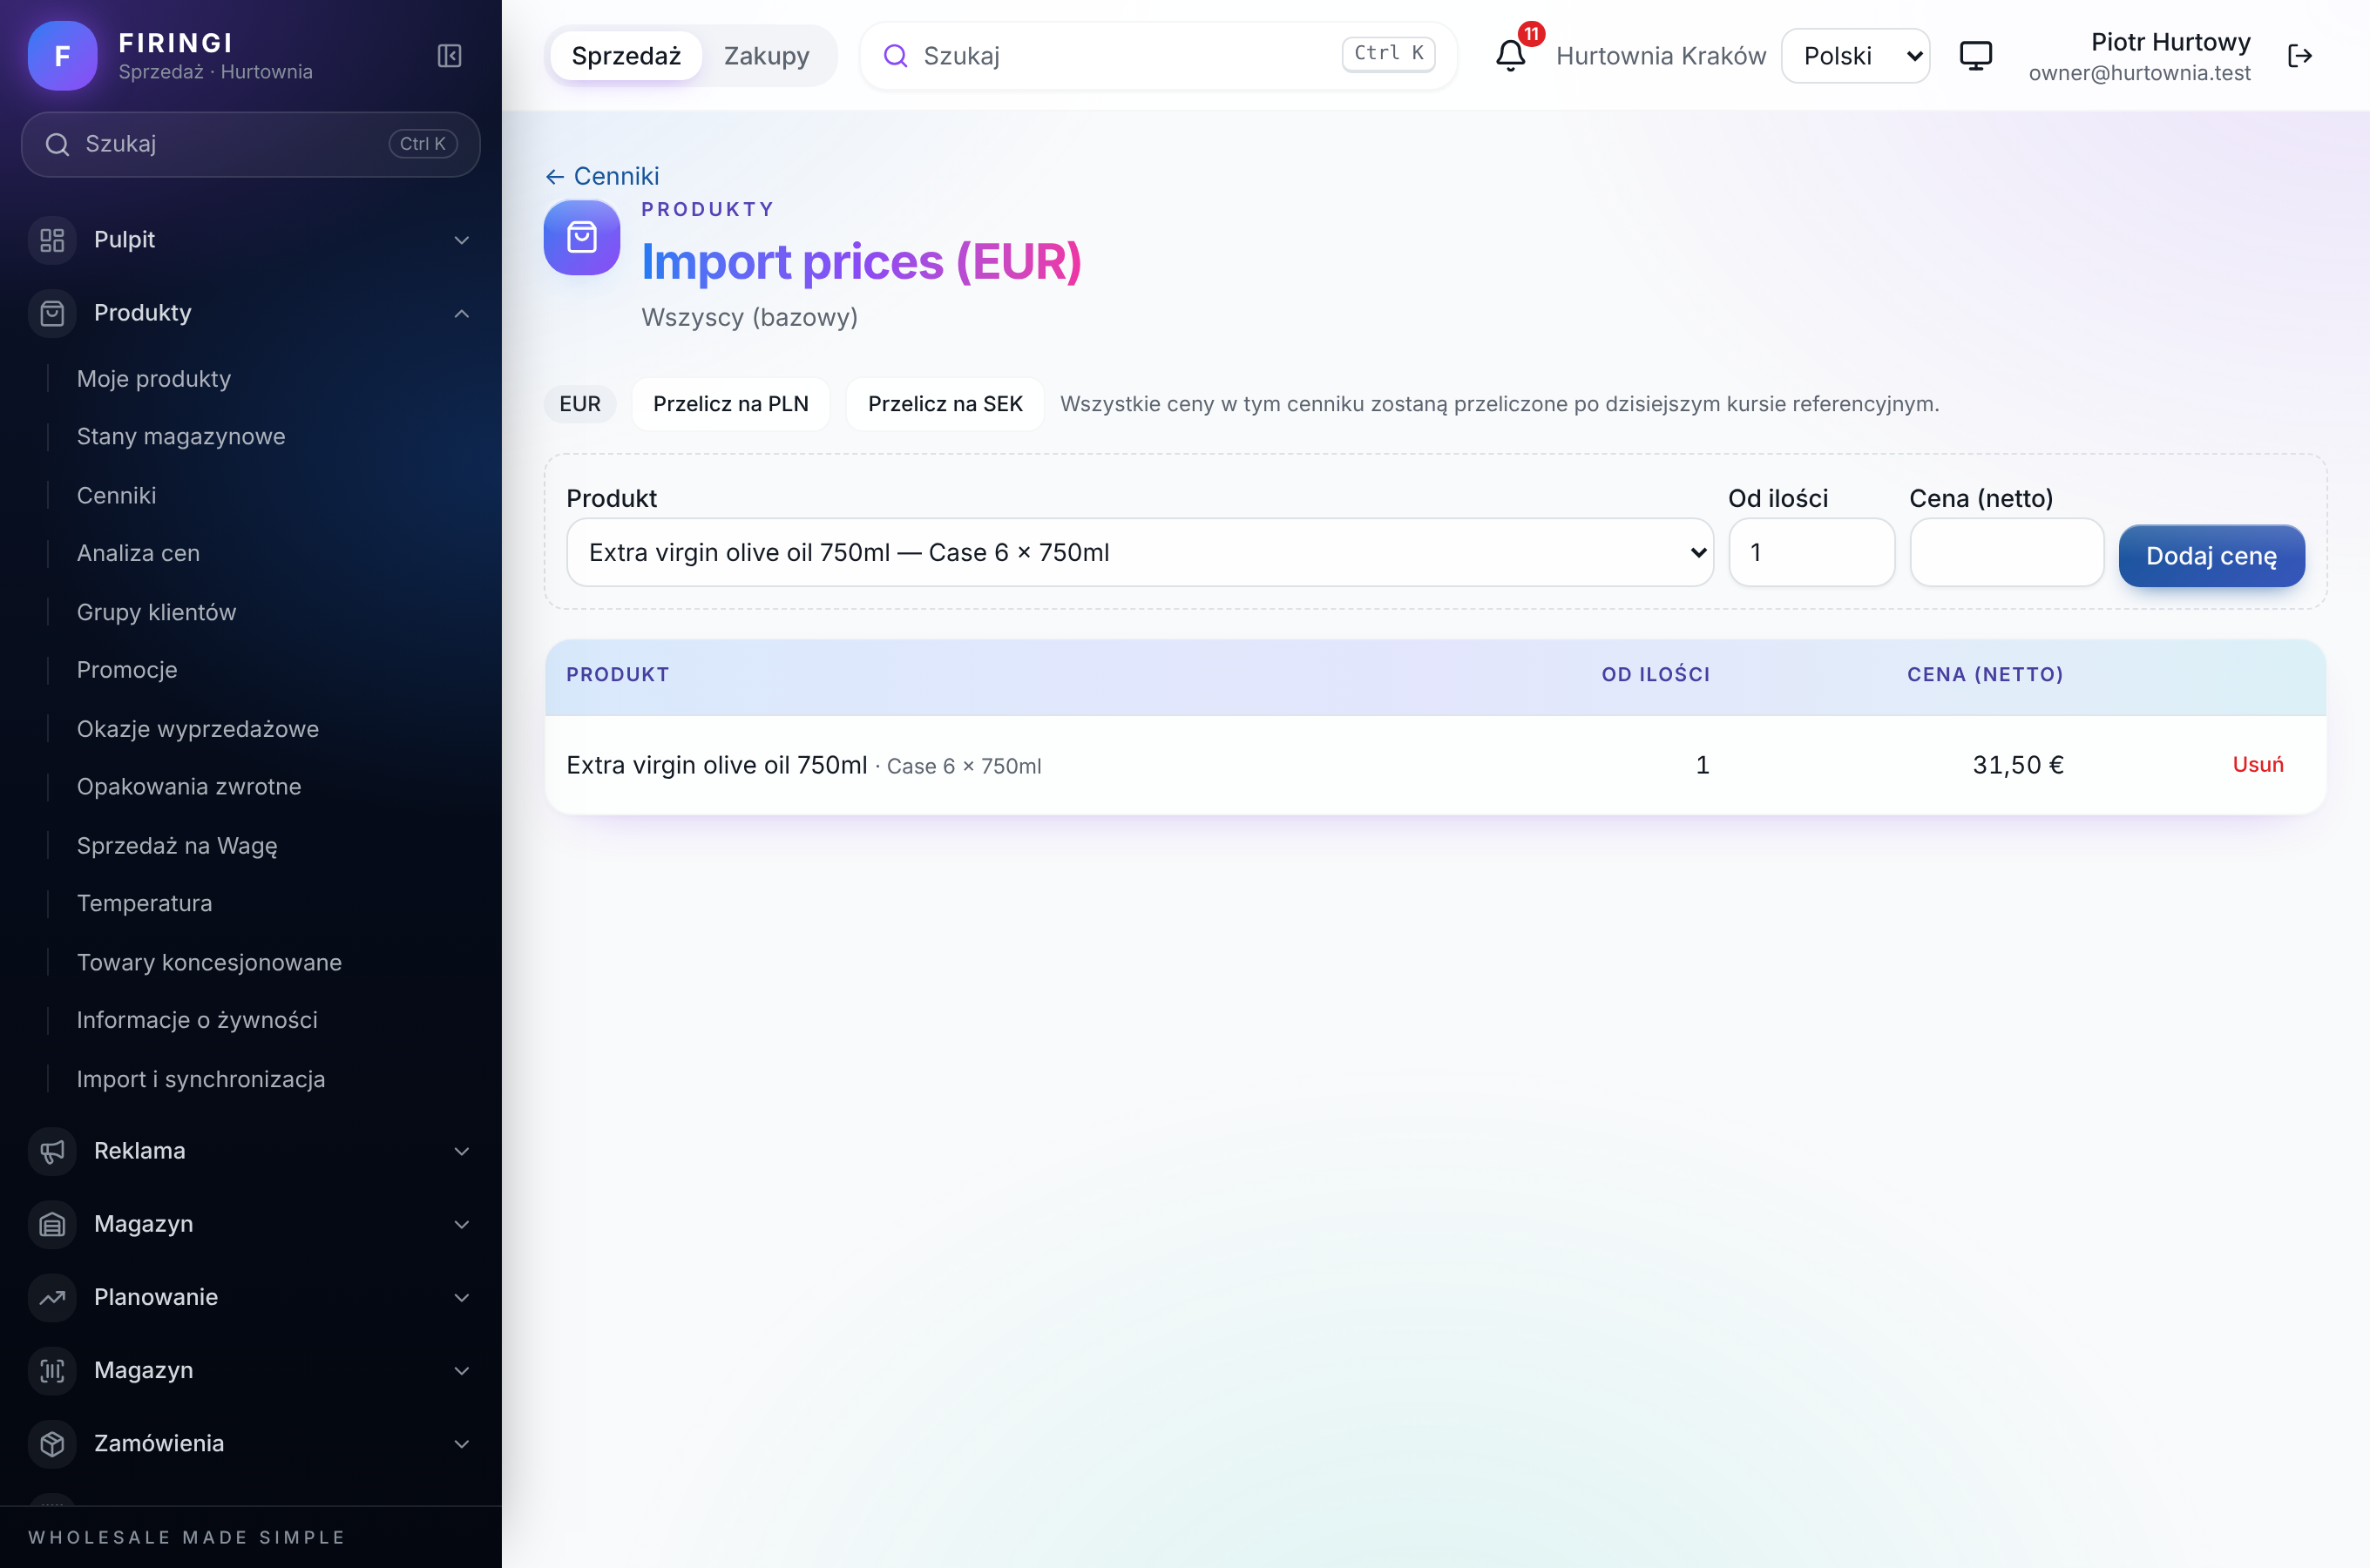 F
FIRINGI
Sprzedaż · Hurtownia
Szukaj
Ctrl K
Pulpit
Produkty
Moje produkty
Stany magazynowe
Cenniki
Analiza cen
Grupy klientów
Promocje
Okazje wyprzedażowe
Opakowania zwrotne
Sprzedaż na Wagę
Temperatura
Towary koncesjonowane
Informacje o żywności
Import i synchronizacja
Reklama
Magazyn
Planowanie
Magazyn
Zamówienia
WHOLESALE MADE SIMPLE
Sprzedaż Zakupy
Szukaj Ctrl K
11
Hurtownia Kraków
Polski
Piotr Hurtowy
owner@hurtownia.test
← Cenniki
PRODUKTY
Import prices (EUR)
Wszyscy (bazowy)
EUR Przelicz na PLN Przelicz na SEK Wszystkie ceny w tym cenniku zostaną przeliczone po dzisiejszym kursie referencyjnym.
Produkt Od ilości Cena (netto)
Extra virgin olive oil 750ml — Case 6 × 750ml 1 Dodaj cenę
PRODUKT OD ILOŚCI CENA (NETTO)
Extra virgin olive oil 750ml · Case 6 × 750ml 1 31,50 € Usuń